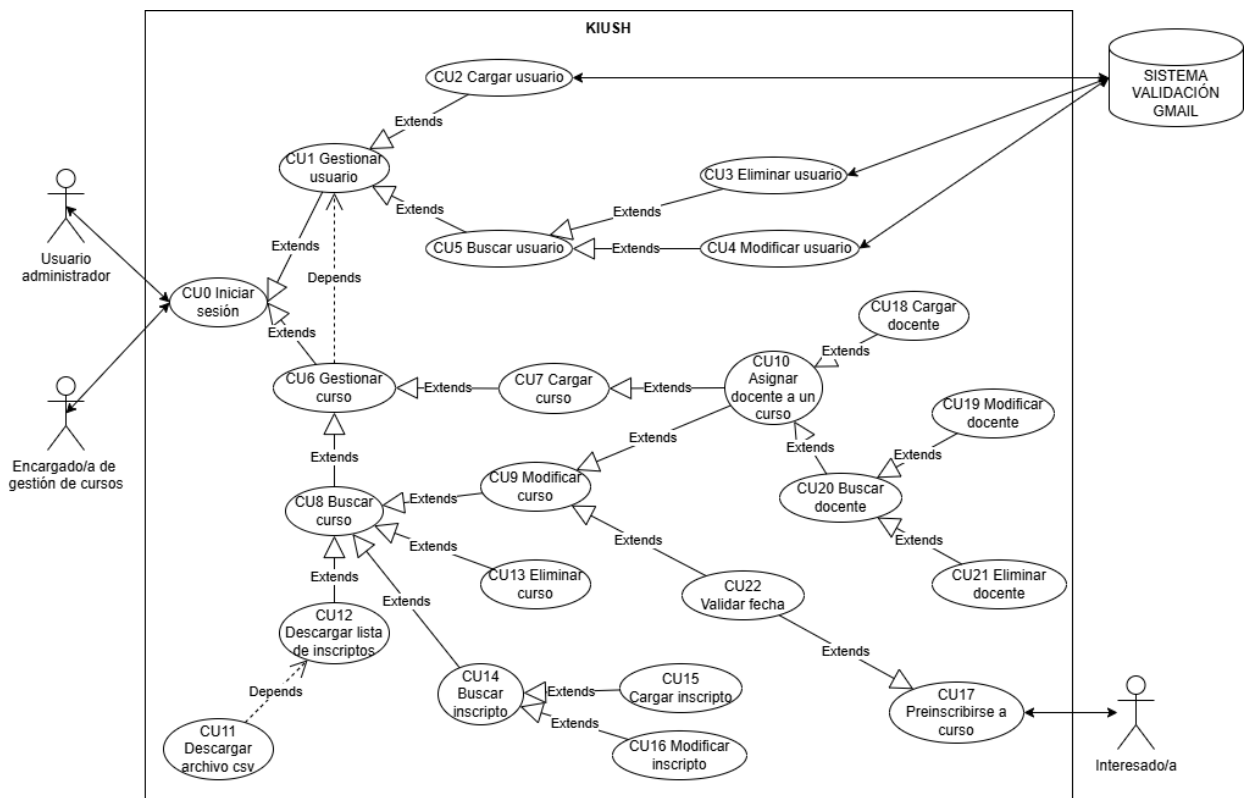 KIUSH
CU2 Cargar usuario
SISTEMA
VALIDACIÓN
GMAIL
Extends
CU1 Gestionar
usuario
CU3 Eliminar usuario
Extends
Extends
CU5 Buscar usuario
Extends
CU4 Modificar usuario
Usuario
administrador
Extends
Depends
CU0 Iniciar
sesión
Extends
CU18 Cargar
docente
Extends
CU6 Gestionar
curso
Extends
CU7 Cargar
curso
Extends
CU10
Asignar
docente a un
curso
CU19 Modificar
docente
Extends
Extends
Extends
Encargado/a de
gestión de cursos
Extends
CU8 Buscar
curso
Extends
CU9 Modificar
curso
CU20 Buscar
docente
Extends
Extends
Extends
CU13 Eliminar
curso
CU21 Eliminar
docente
CU22
Validar fecha
Extends
Extends
CU12
Descargar lista
de inscriptos
Extends
Depends
CU14
Buscar
inscripto
Extends
CU15
Cargar inscripto
CU17
Preinscribirse a
curso
Extends
CU11
Descargar
archivo csv
CU16 Modificar
inscripto
Interesado/a